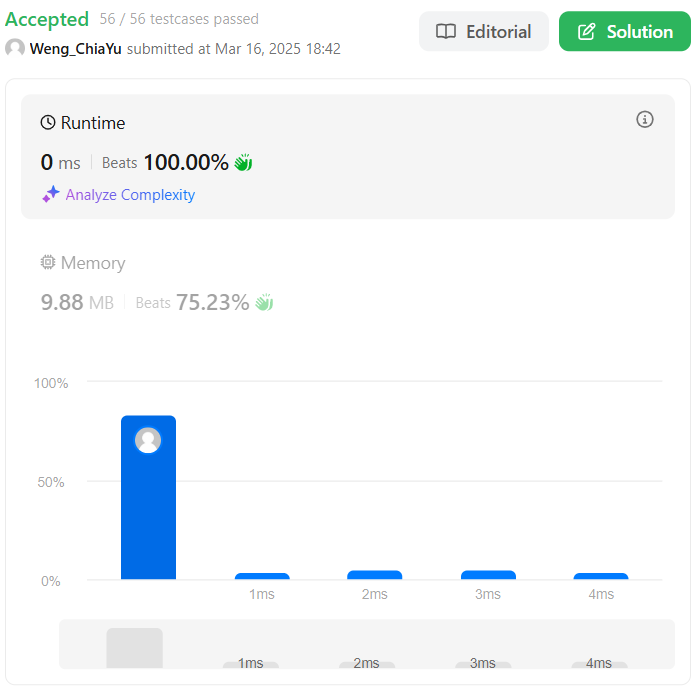 Accepted 56 / 56 testcases passed
Weng_ChiaYu submitted at Mar 16, 2025 18:42
Editorial
Solution
Runtime
0 ms | Beats 100.00%
Analyze Complexity
Memory
9.88 MB | Beats 75.23%
100%
50%
0%
1ms 2ms 3ms 4ms
1ms 2ms 3ms 4ms